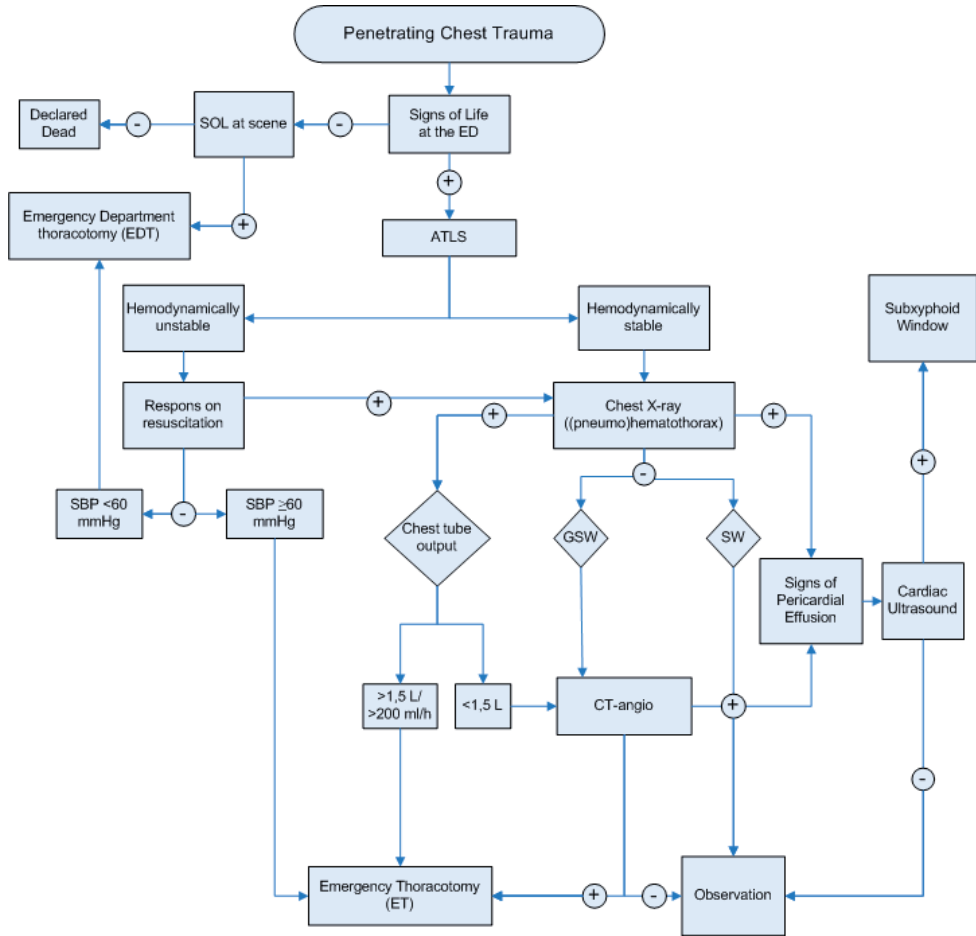 Penetrating Chest Trauma
Declared
Dead
-
SOL at scene
-
Signs of Life
at the ED
+
Emergency Department
thoracotomy (EDT)
+
ATLS
Hemodynamically
unstable
Hemodynamically
stable
Subxyphoid
Window
Respons on
resuscitation
+
+
Chest X-ray
((pneumo)hematothorax)
+
-
+
SBP <60
mmHg
-
SBP ≥60
mmHg
Chest tube
output
GSW
SW
Signs of
Pericardial
Effusion
Cardiac
Ultrasound
>1,5 L/
>200 ml/h
<1,5 L
CT-angio
+
-
Emergency Thoracotomy
(ET)
+
-
Observation